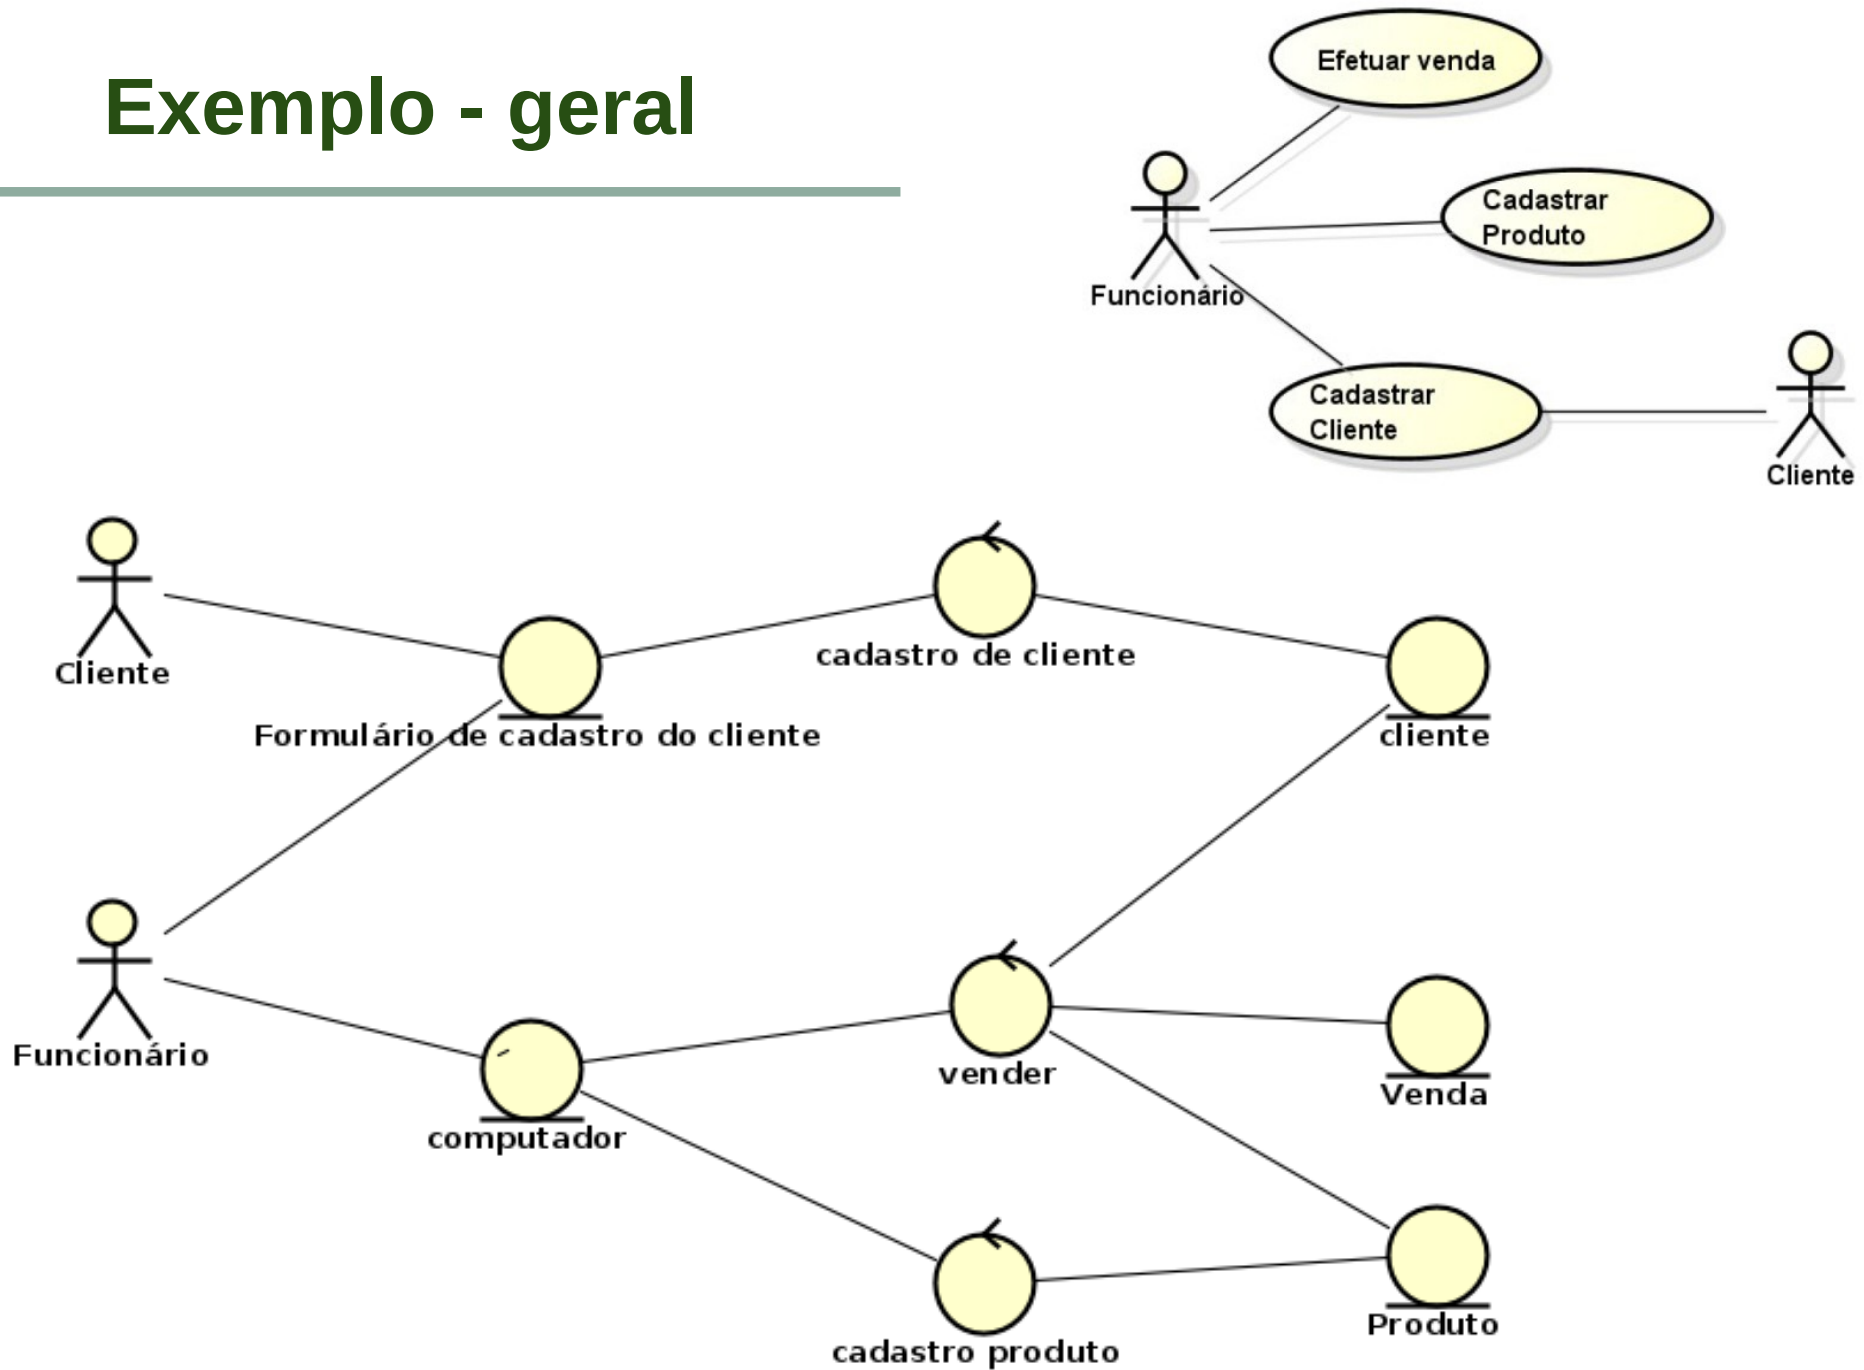 Exemplo - geral
Efetuar venda
Cadastrar
Produto
Funcionário
Cadastrar
Cliente
Cliente
Cliente
cadastro de cliente
Formulário de cadastro do cliente
cliente
Funcionário
vender
Venda
computador
Produto
cadastro produto